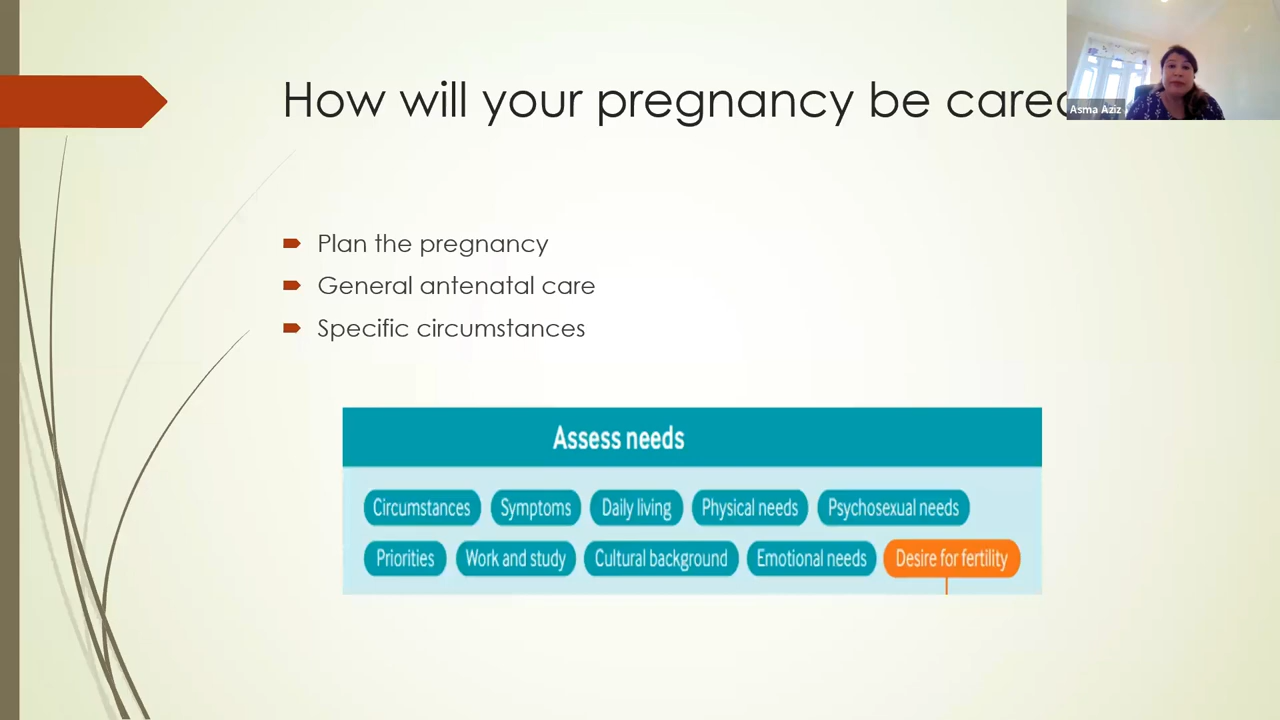 How will your pregnancy be cared
Asma Aziz
Plan the pregnancy
General antenatal care
Specific circumstances
Assess needs
Circumstances Symptoms Daily living Physical needs Psychosexual needs
Priorities Work and study Cultural background Emotional needs Desire for fertility